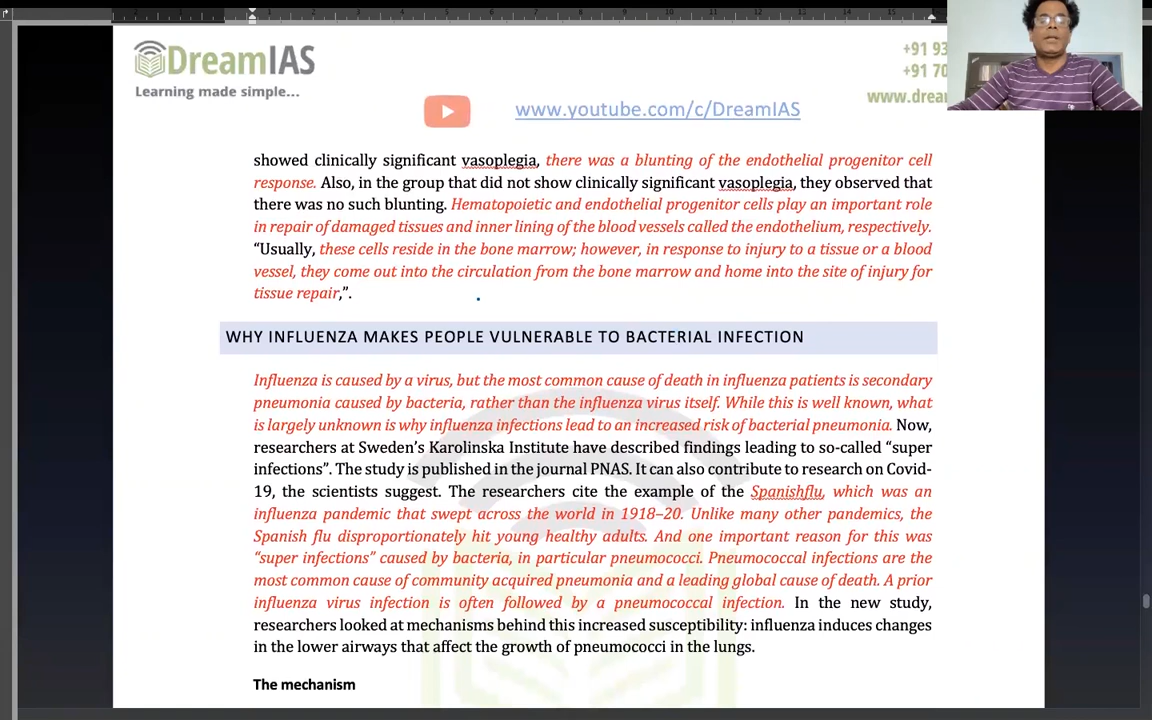 DreamIAS
Learning made simple...
+91 93
+91 70
www.drea
www.youtube.com/c/DreamIAS
showed clinically significant vasoplegia, there was a blunting of the endothelial progenitor cell
response. Also, in the group that did not show clinically significant vasoplegia, they observed that
there was no such blunting. Hematopoietic and endothelial progenitor cells play an important role
in repair of damaged tissues and inner lining of the blood vessels called the endothelium, respectively.
“Usually, these cells reside in the bone marrow; however, in response to injury to a tissue or a blood
vessel, they come out into the circulation from the bone marrow and home into the site of injury for
tissue repair,”.
WHY INFLUENZA MAKES PEOPLE VULNERABLE TO BACTERIAL INFECTION
Influenza is caused by a virus, but the most common cause of death in influenza patients is secondary
pneumonia caused by bacteria, rather than the influenza virus itself. While this is well known, what
is largely unknown is why influenza infections lead to an increased risk of bacterial pneumonia. Now,
researchers at Sweden’s Karolinska Institute have described findings leading to so-called “super
infections”. The study is published in the journal PNAS. It can also contribute to research on Covid-
19, the scientists suggest. The researchers cite the example of the Spanishflu, which was an
influenza pandemic that swept across the world in 1918–20. Unlike many other pandemics, the
Spanish flu disproportionately hit young healthy adults. And one important reason for this was
“super infections” caused by bacteria, in particular pneumococci. Pneumococcal infections are the
most common cause of community acquired pneumonia and a leading global cause of death. A prior
influenza virus infection is often followed by a pneumococcal infection. In the new study,
researchers looked at mechanisms behind this increased susceptibility: influenza induces changes
in the lower airways that affect the growth of pneumococci in the lungs.
The mechanism